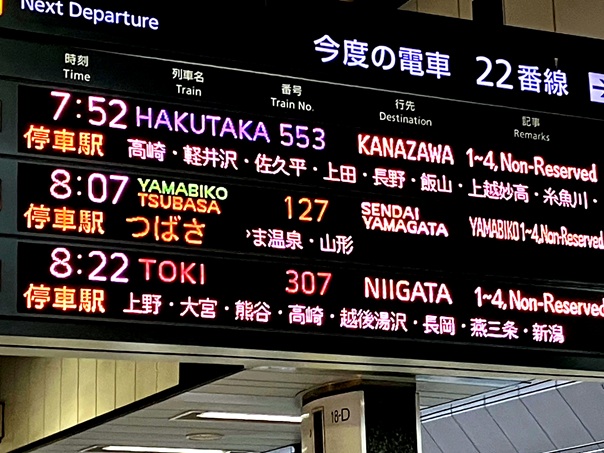 Next Departure
今度の電車 22番線
時刻 列車名 番号 行先 記事
Time Train Train No. Destination Remarks
7:52 HAKUTAKA 553 KANAZAWA 1~4, Non-Reserved
停車駅 高崎・軽井沢・佐久平・上田・長野・飯山・上越妙高・糸魚川・
8:07 YAMABIKO 127 SENDAI YAMABIKO 1~4, Non-Reserved
TSUBASA YAMAGATA
停車駅 つばさ ま温泉・山形
8:22 TOKI 307 NIIGATA 1~4, Non-Reserved
停車駅 上野・大宮・熊谷・高崎・越後湯沢・長岡・燕三条・新潟
18-D